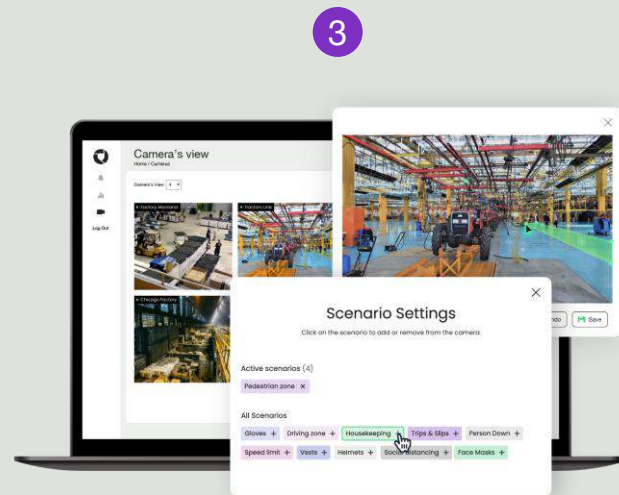 3
Camera's view
Home / Cameras
Camera's View 4
Log Out
Factory Montana
Tractors Line
Chicago Factory
Save
Scenario Settings
Click on the scenario to add or remove from the camera.
Active scenarios (4)
Pedestrian zone ×
All Scenarios
Gloves + Driving zone + Housekeeping + Trips & Slips + Person Down +
Speed limit + Vests + Helmets + Social distancing + Face Masks +